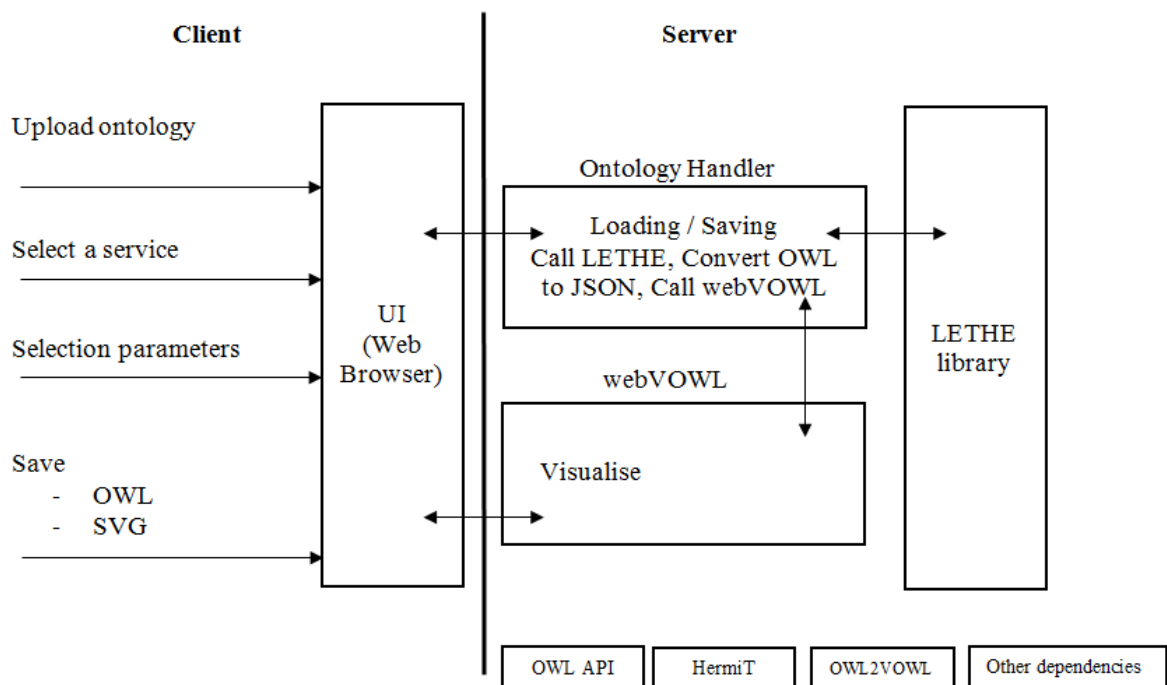 Client
Server
Upload ontology
Select a service
Selection parameters
Save
- OWL
- SVG
UI
(Web
Browser)
Ontology Handler
Loading / Saving
Call LETHE, Convert OWL
to JSON, Call webVOWL
webVOWL
Visualise
LETHE
library
OWL API
HermiT
OWL2VOWL
Other dependencies